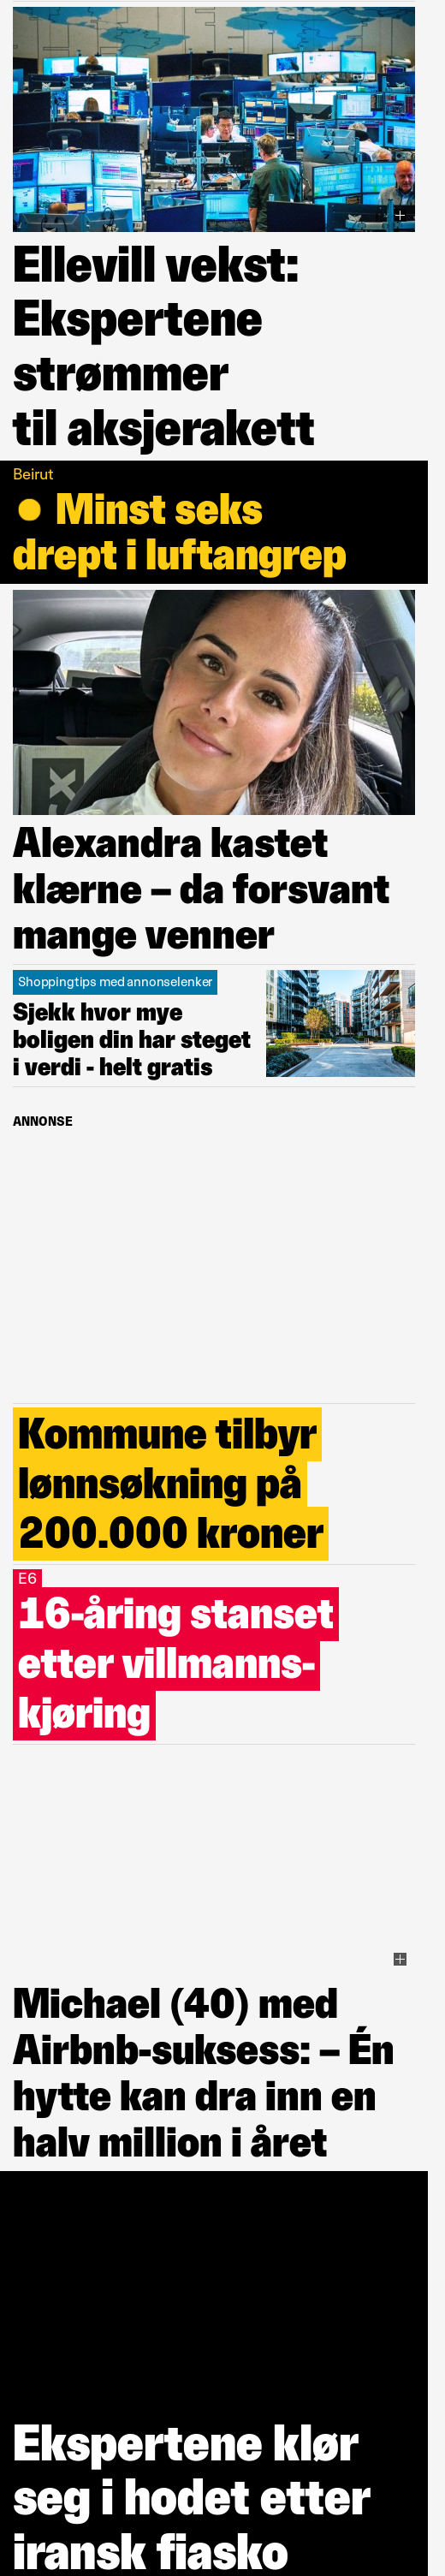 Ellevill vekst:
Ekspertene
strømmer
til aksjerakett
Beirut
Minst seks
drept i luftangrep
Alexandra kastet
klærne – da forsvant
mange venner
Shoppingtips med annonselenker
Sjekk hvor mye
boligen din har steget
i verdi - helt gratis
ANNONSE
Kommune tilbyr
lønnsøkning på
200.000 kroner
E6
16-åring stanset
etter villmanns-
kjøring
Michael (40) med
Airbnb-suksess: – Én
hytte kan dra inn en
halv million i året
Ekspertene klør
seg i hodet etter
iransk fiasko